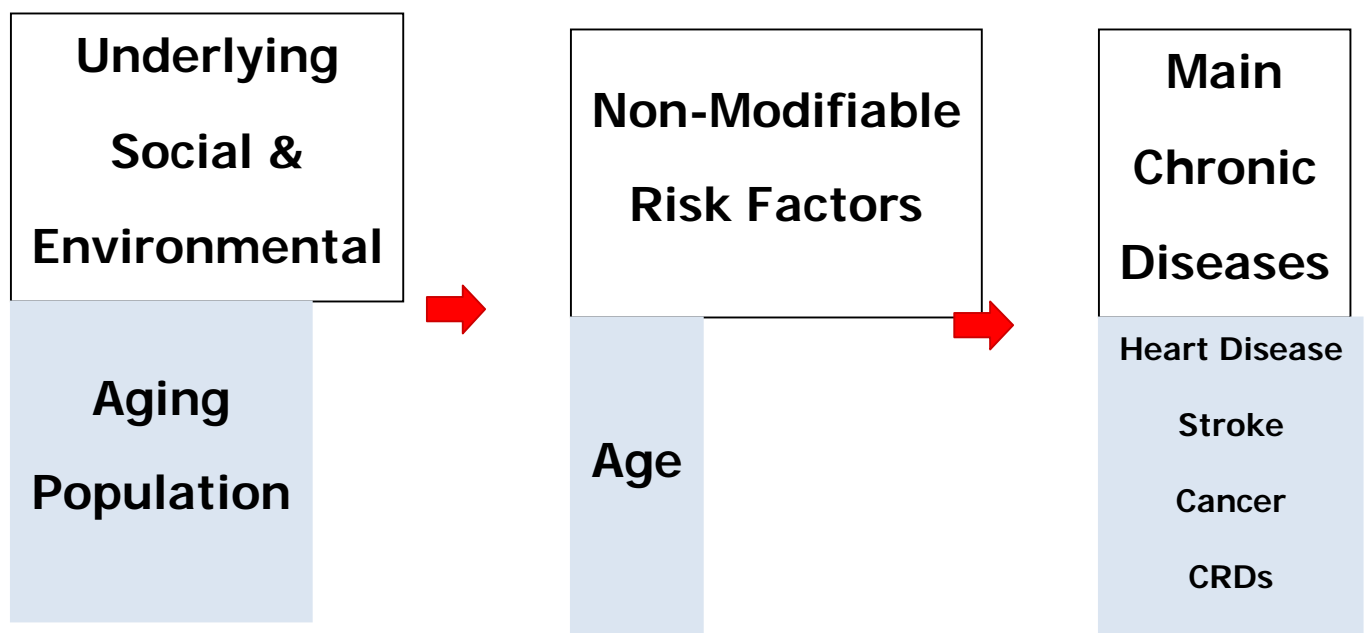 Underlying
Social &
Environmental
Aging
Population
Non-Modifiable
Risk Factors
Age
Main
Chronic
Diseases
Heart Disease
Stroke
Cancer
CRDs